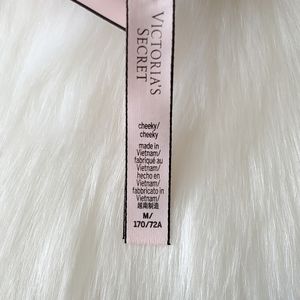 VICTORIA'S
SECRET
cheeky/
cheeky
made in
Vietnam/
fabriqué au
Vietnam/
hecho en
Vietnam/
fabbricato in
Vietnam/
越南制造
M/
170/72A